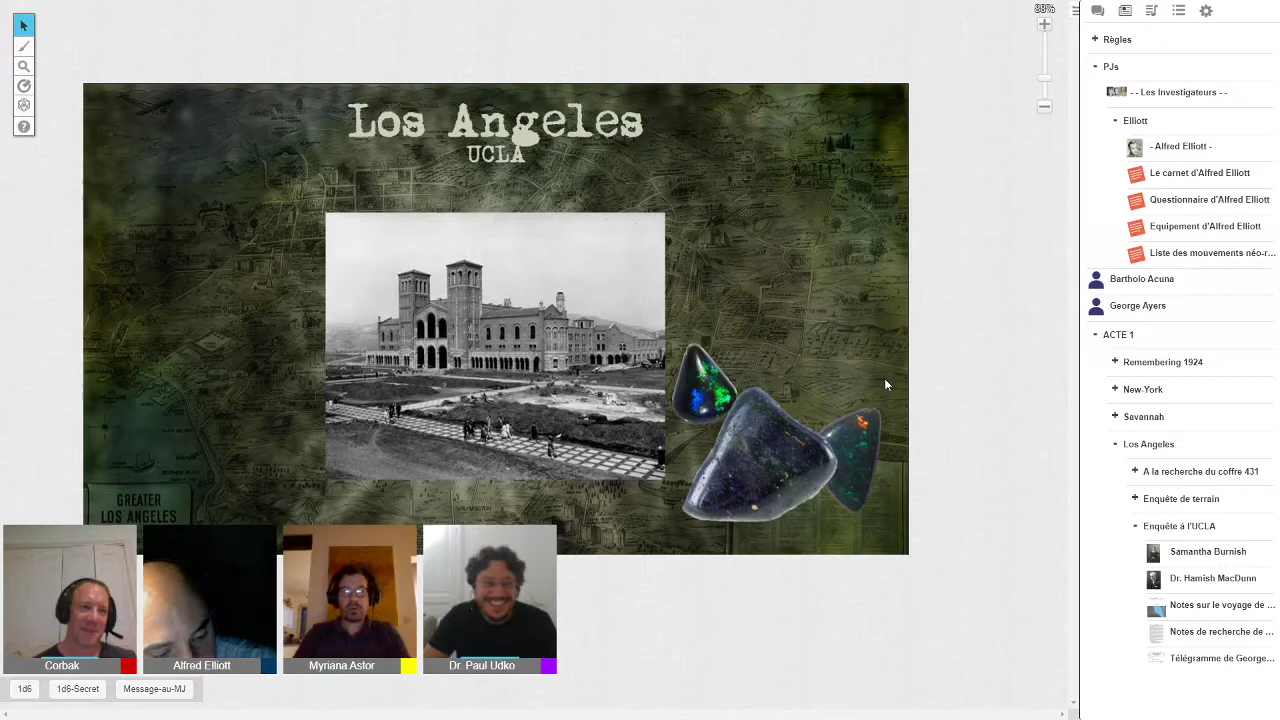 88%
Los Angeles
UCLA
GREATER
LOS ANGELES
Corbak
Alfred Elliott
Myriana Astor
Dr. Paul Udko
1d6
1d6-Secret
Message-au-MJ
Règles
PJs
- - Les Investigateurs - -
Elliott
- Alfred Elliott -
Le carnet d'Alfred Elliott
Questionnaire d'Alfred Elliott
Equipement d'Alfred Elliott
Liste des mouvements néo-r...
Bartholo Acuna
George Ayers
ACTE 1
Remembering 1924
New-York
Savannah
Los Angeles
A la recherche du coffre 431
Enquête de terrain
Enquête à l'UCLA
Samantha Burnish
Dr. Hamish MacDunn
Notes sur le voyage de ...
Notes de recherche de ...
Télégramme de George...